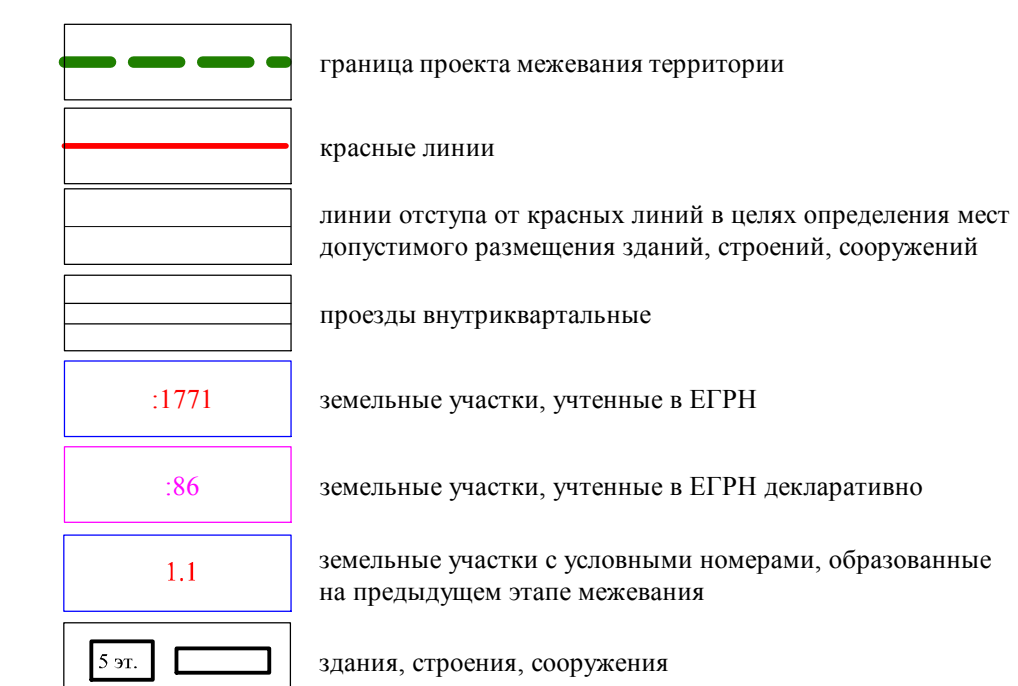 граница проекта межевания территории
красные линии
линии отступа от красных линий в целях определения мест
допустимого размещения зданий, строений, сооружений
проезды внутриквартальные
:1771 земельные участки, учтенные в ЕГРН
:86 земельные участки, учтенные в ЕГРН декларативно
1.1 земельные участки с условными номерами, образованные
на предыдущем этапе межевания
5 эт. здания, строения, сооружения